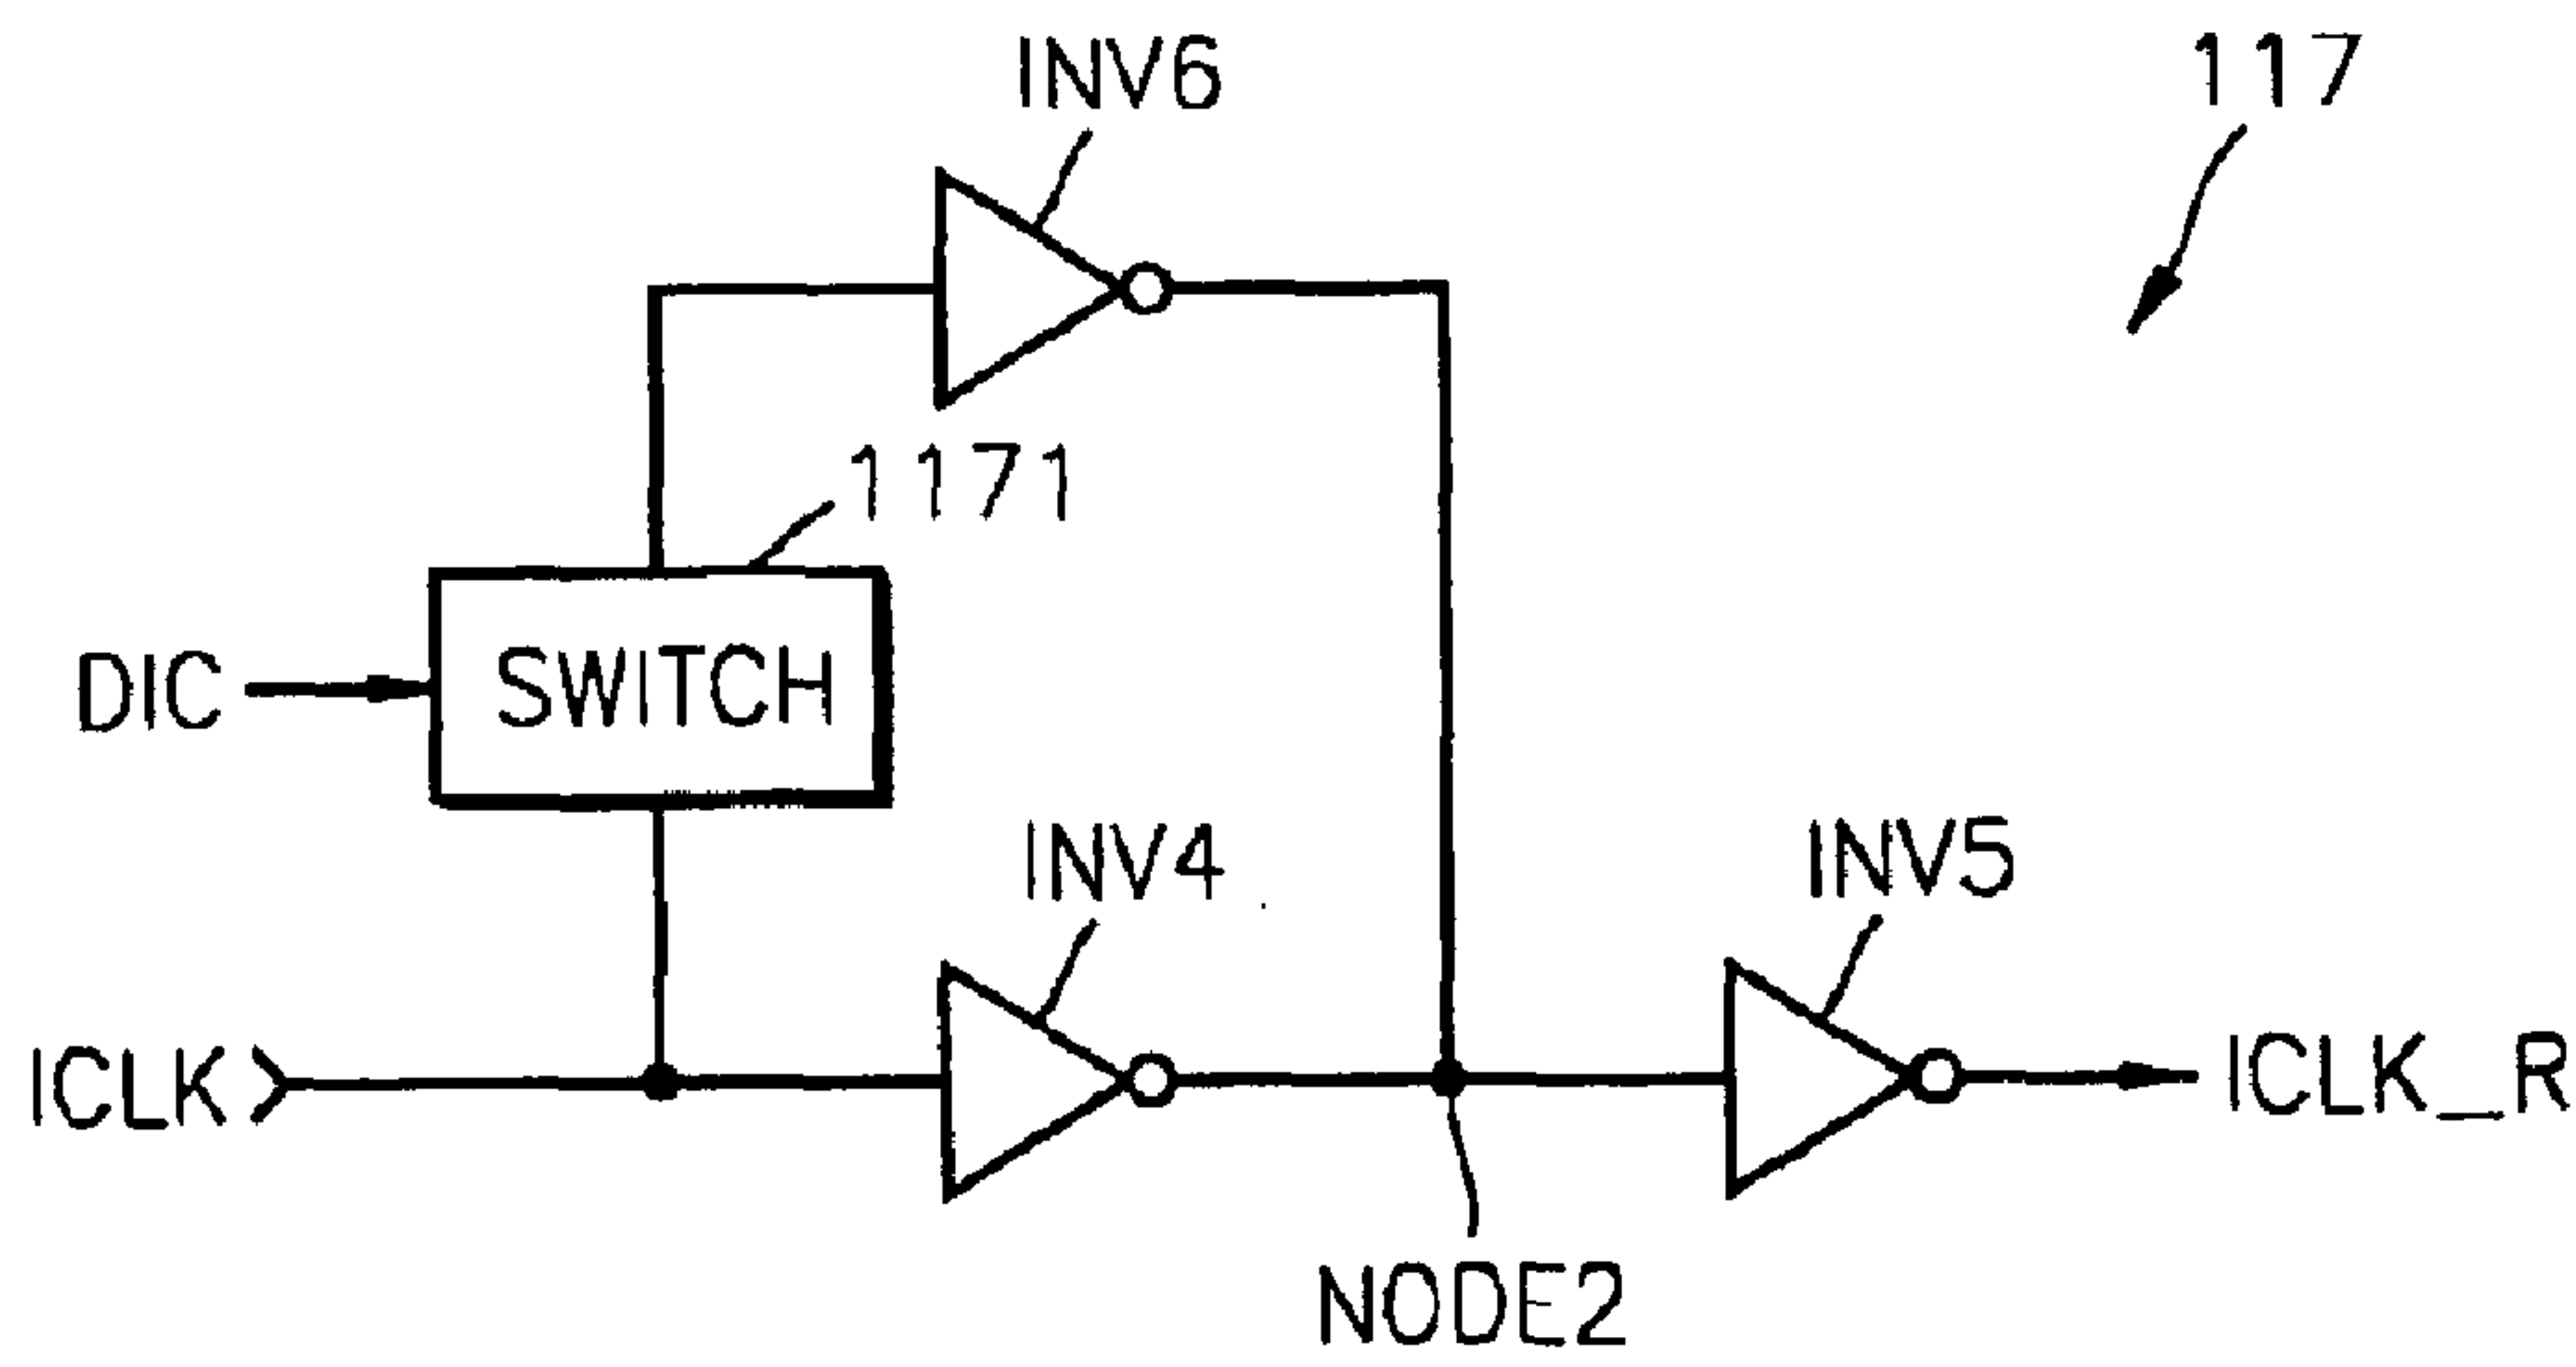 INV6
117
1171
DIC
SWITCH
INV4
INV5
ICLK
ICLK_R
NODE2